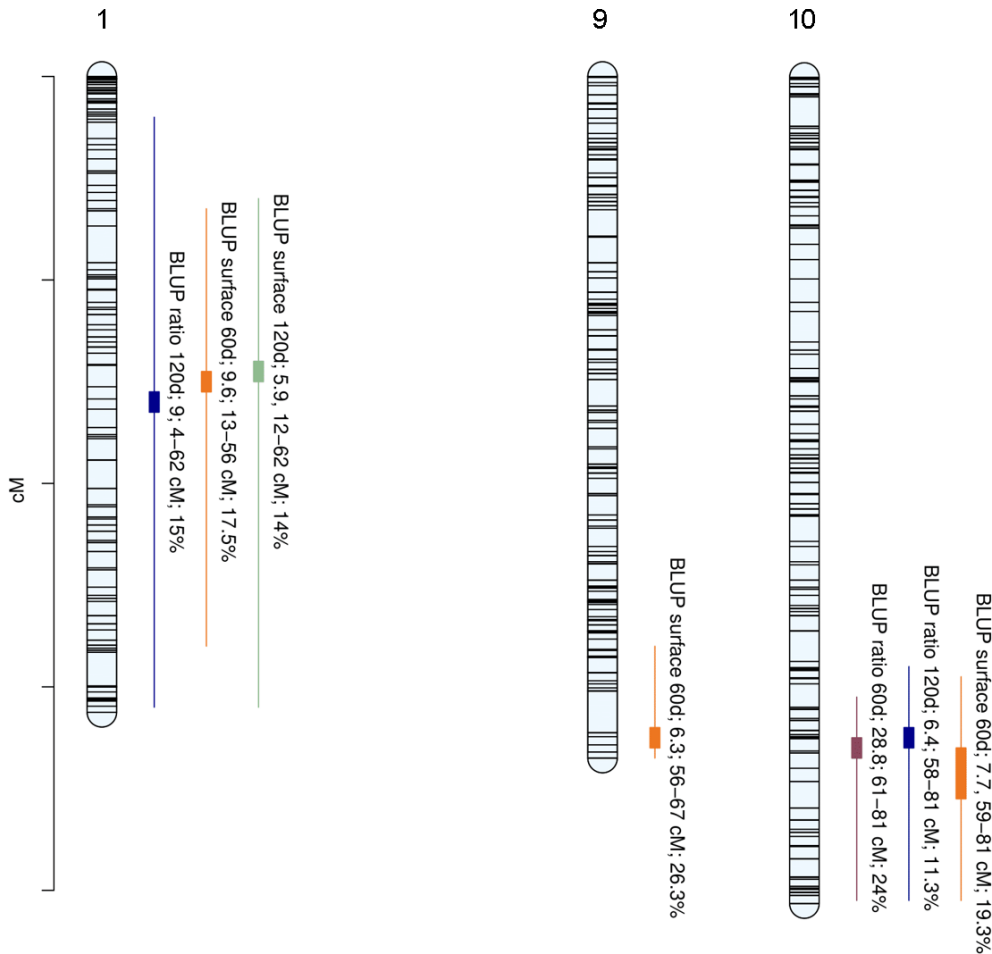 1
9
10
cM
BLUP ratio 120d; 9; 4–62 cM; 15%
BLUP surface 60d; 9.6; 13–56 cM; 17.5%
BLUP surface 120d; 5.9, 12–62 cM; 14%
BLUP surface 60d; 6.3; 56–67 cM; 26.3%
BLUP ratio 60d; 28.8; 61–81 cM; 24%
BLUP ratio 120d; 6.4; 58–81 cM; 11.3%
BLUP surface 60d; 7.7, 59–81 cM; 19.3%